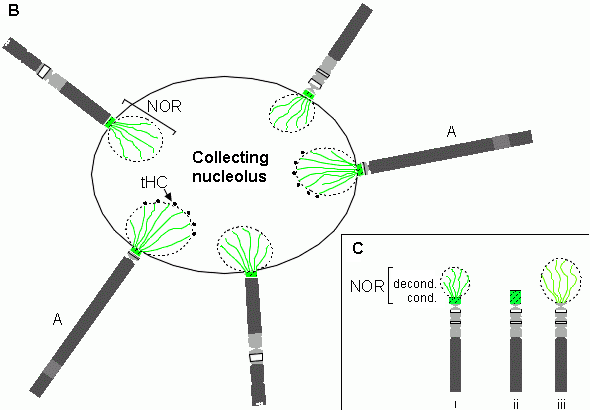 B
NOR
A
Collecting
nucleolus
tHC
A
C
NOR
decond.
cond.
i
ii
iii